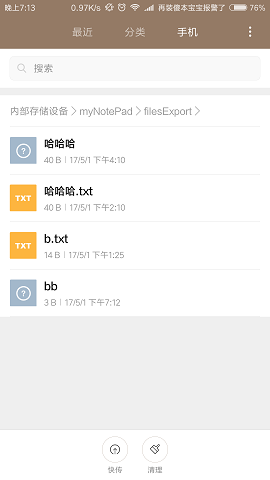 晚上7:13 0.97K/s 再装傻本宝宝报警了 76%
最近 分类 手机
搜索
内部存储设备 myNotePad filesExport
?
哈哈哈
40 B | 17/5/1 下午4:10
TXT
哈哈哈.txt
40 B | 17/5/1 下午2:10
TXT
b.txt
14 B | 17/5/1 下午1:25
?
bb
3 B | 17/5/1 下午7:12
快传 清理